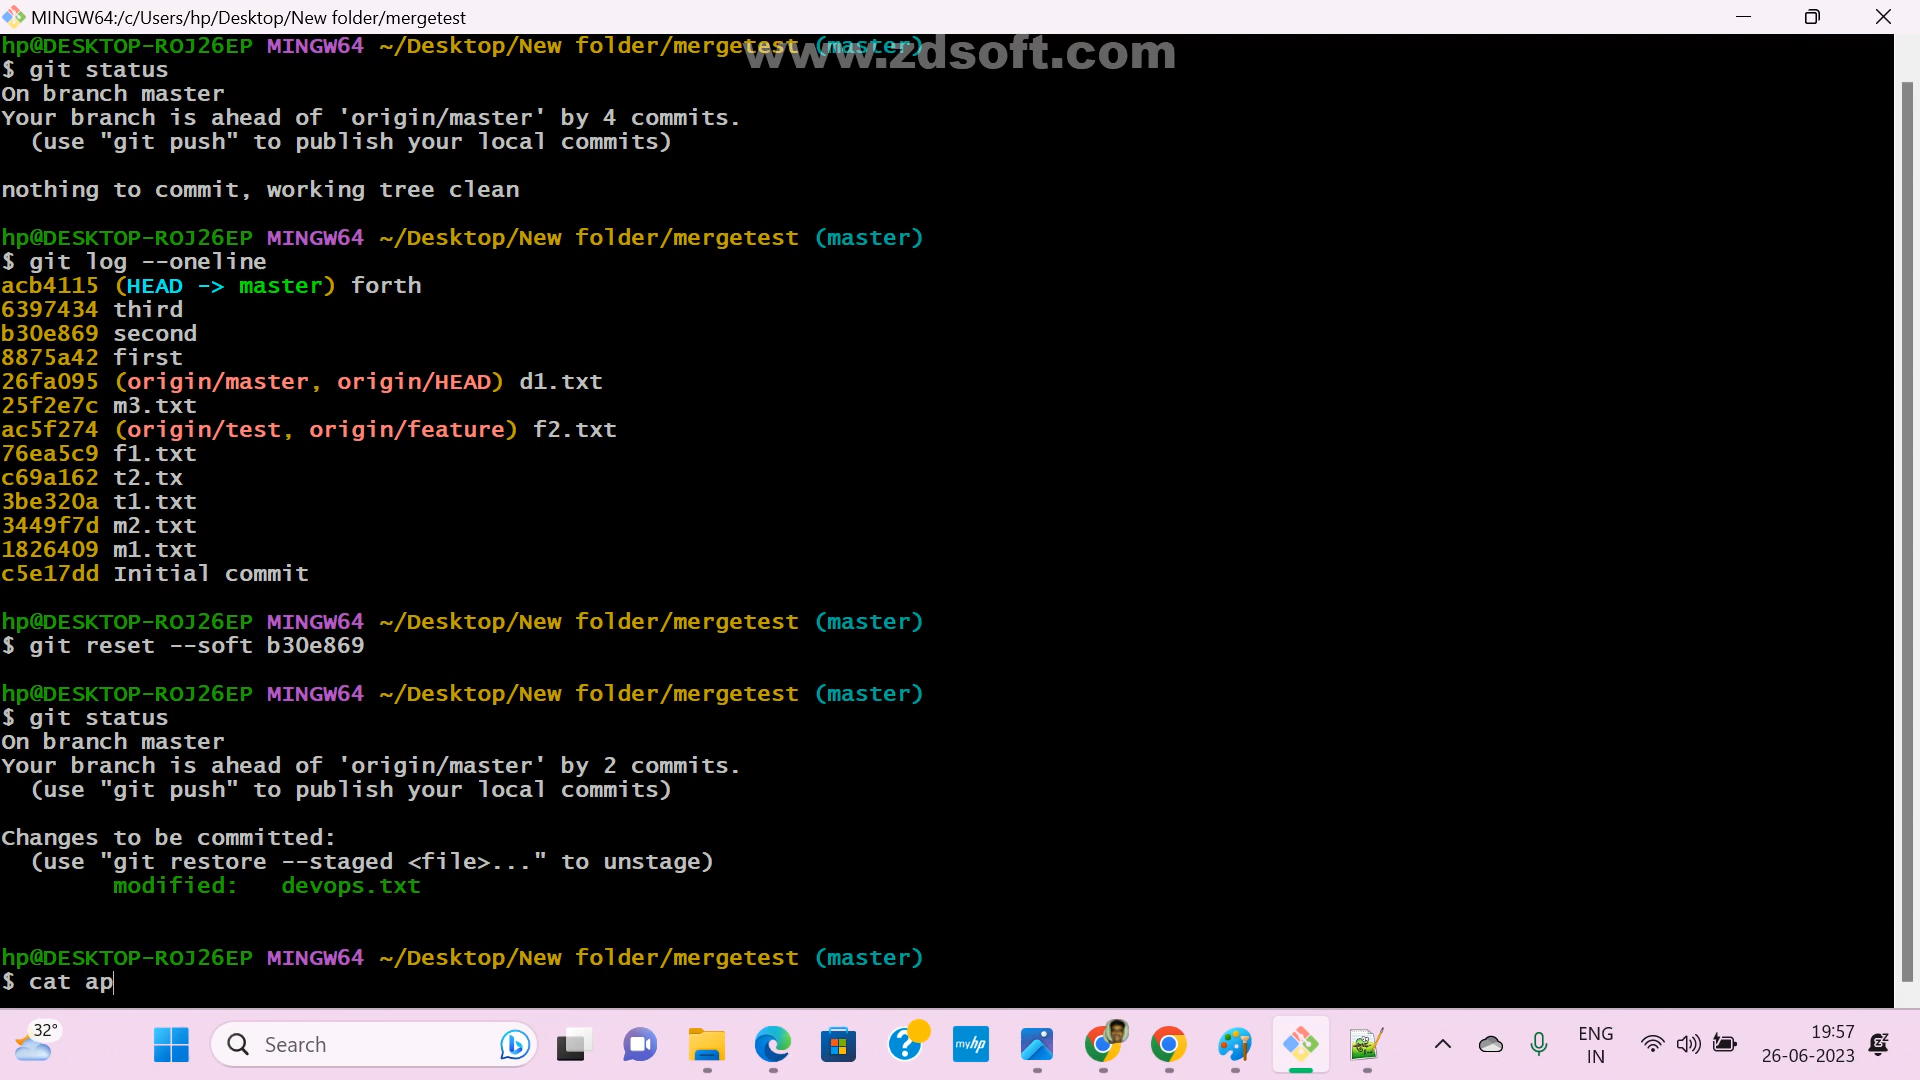 MINGW64:/c/Users/hp/Desktop/New folder/mergetest
www.zdsoft.com
hp@DESKTOP-ROJ26EP MINGW64 ~/Desktop/New folder/mergetest (master)
$ git status
On branch master
Your branch is ahead of 'origin/master' by 4 commits.
  (use "git push" to publish your local commits)
nothing to commit, working tree clean
hp@DESKTOP-ROJ26EP MINGW64 ~/Desktop/New folder/mergetest (master)
$ git log --oneline
acb4115 (HEAD -> master) forth
6397434 third
b30e869 second
8875a42 first
26fa095 (origin/master, origin/HEAD) d1.txt
25f2e7c m3.txt
ac5f274 (origin/test, origin/feature) f2.txt
76ea5c9 f1.txt
c69a162 t2.tx
3be320a t1.txt
3449f7d m2.txt
1826409 m1.txt
c5e17dd Initial commit
hp@DESKTOP-ROJ26EP MINGW64 ~/Desktop/New folder/mergetest (master)
$ git reset --soft b30e869
hp@DESKTOP-ROJ26EP MINGW64 ~/Desktop/New folder/mergetest (master)
$ git status
On branch master
Your branch is ahead of 'origin/master' by 2 commits.
  (use "git push" to publish your local commits)
Changes to be committed:
  (use "git restore --staged <file>..." to unstage)
        modified:   devops.txt
hp@DESKTOP-ROJ26EP MINGW64 ~/Desktop/New folder/mergetest (master)
$ cat ap
32°
Search
myhp
ENG
IN
19:57
26-06-2023